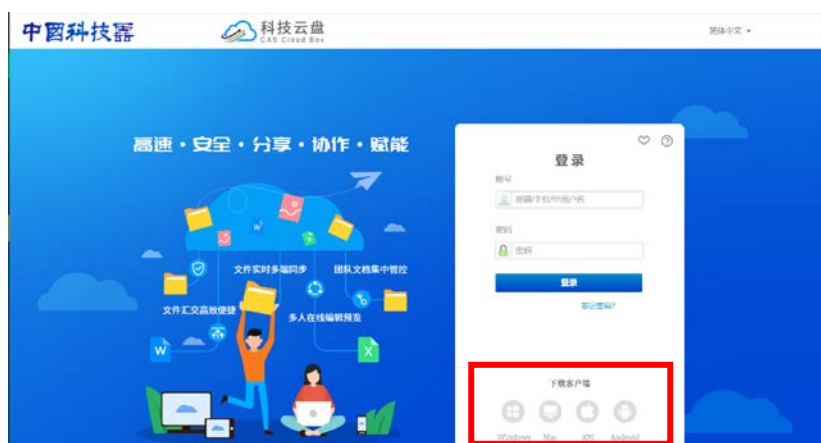 中國科技雲
科技云盘
CAS Cloud Box
简体中文
高速·安全·分享·协作·赋能
登录
账号
邮箱/手机号/用户名
密码
密码
登录
忘记密码?
文件实时多端同步
团队文档集中管控
文件汇交高效便捷
多人在线编辑预览
W
W
X
下载客户端
Windows
Mac
iOS
Android